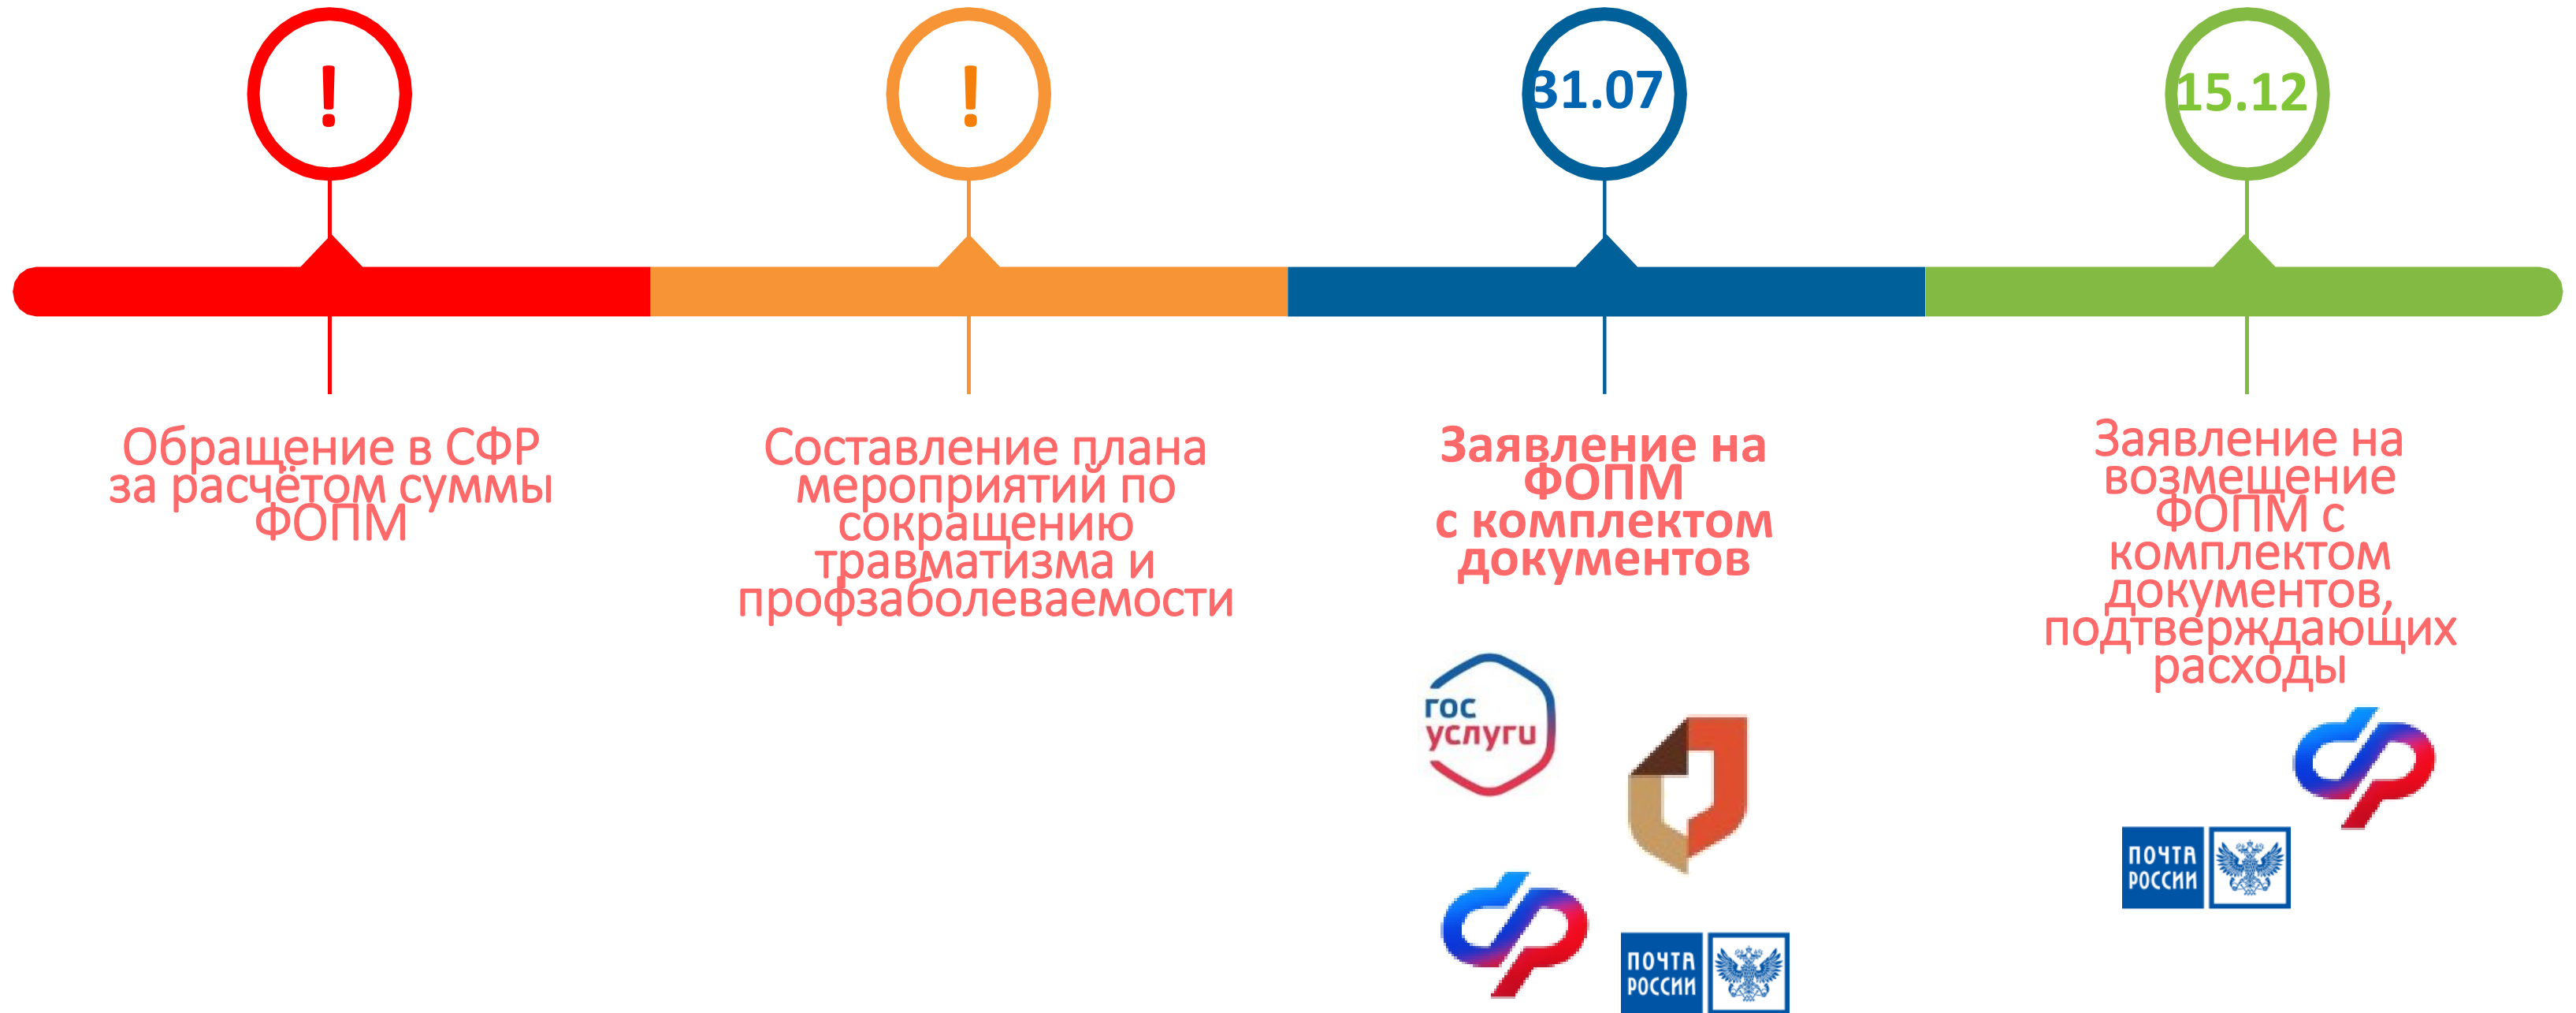 !
!
31.07
15.12
Обращение в СФР
за расчётом суммы
ФОПМ
Составление плана
мероприятий по
сокращению
травматизма и
профзаболеваемости
Заявление на
ФОПМ
с комплектом
документов
Заявление на
возмещение
ФОПМ с
комплектом
документов,
подтверждающих
расходы
гос
услуги
ПОЧТА
РОССИИ
ПОЧТА
РОССИИ